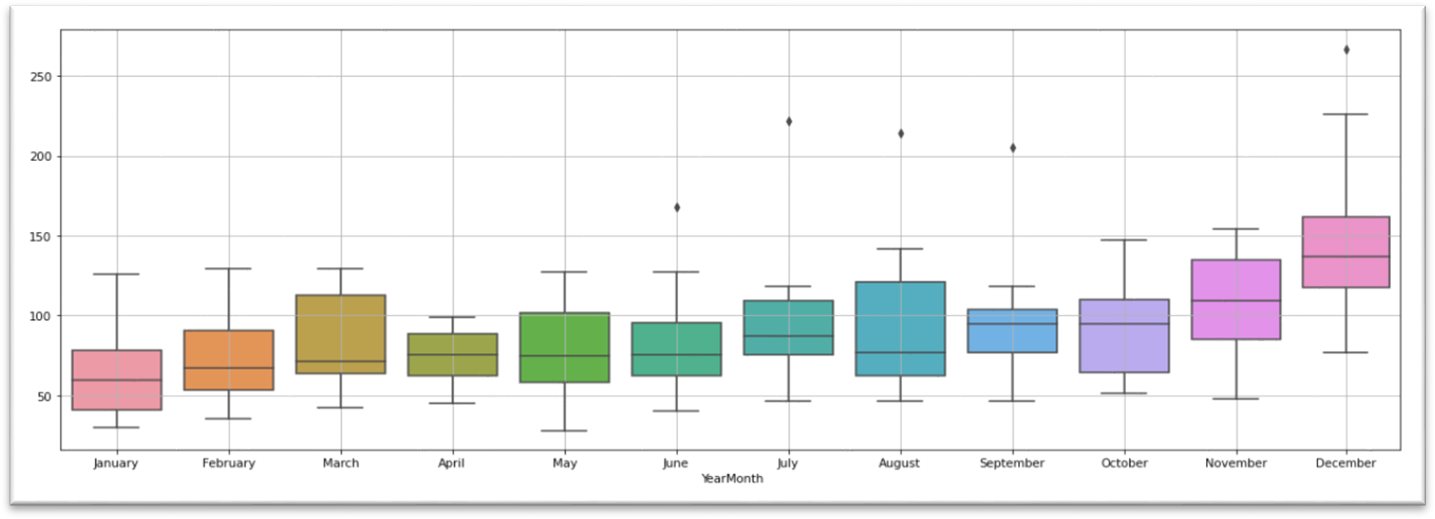 250
200
150
100
50
January February March April May June July August September October November December
YearMonth